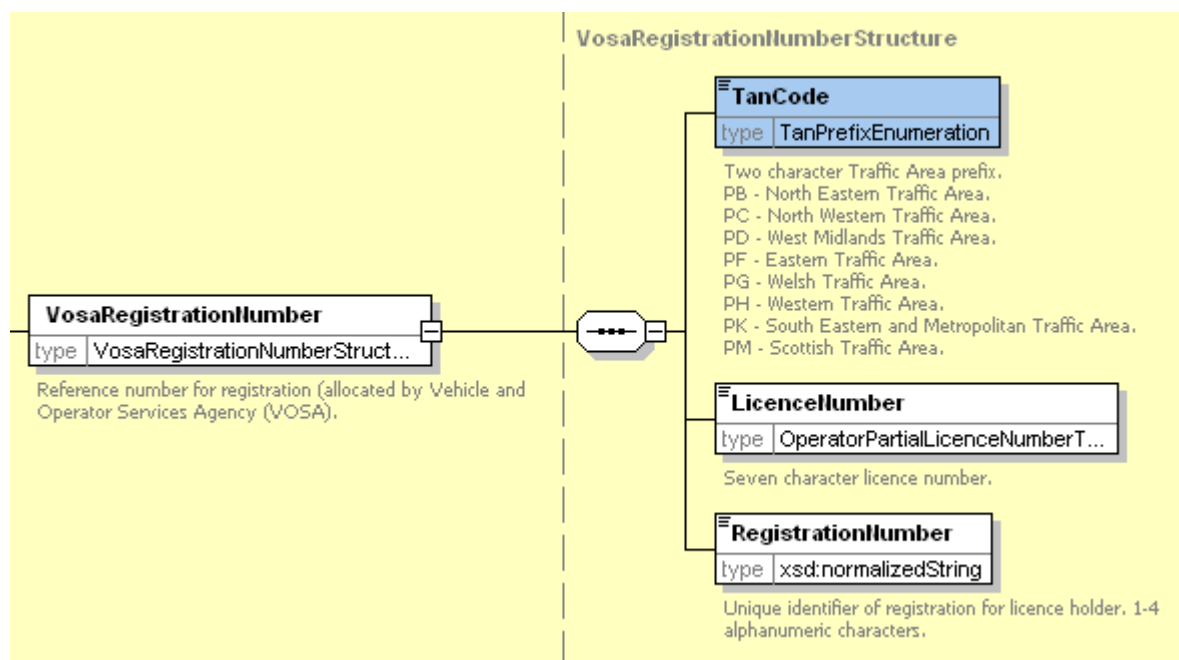 VosaRegistrationNumberStructure
TanCode
type TanPrefixEnumeration
Two character Traffic Area prefix.
PB - North Eastern Traffic Area.
PC - North Western Traffic Area.
PD - West Midlands Traffic Area.
PF - Eastern Traffic Area.
PG - Welsh Traffic Area.
PH - Western Traffic Area.
PK - South Eastern and Metropolitan Traffic Area.
PM - Scottish Traffic Area.
VosaRegistrationNumber
type VosaRegistrationNumberStruct...
Reference number for registration (allocated by Vehicle and
Operator Services Agency (VOSA).
LicenceNumber
type OperatorPartialLicenceNumberT...
Seven character licence number.
RegistrationNumber
type xsd:normalizedString
Unique identifier of registration for licence holder. 1-4
alphanumeric characters.